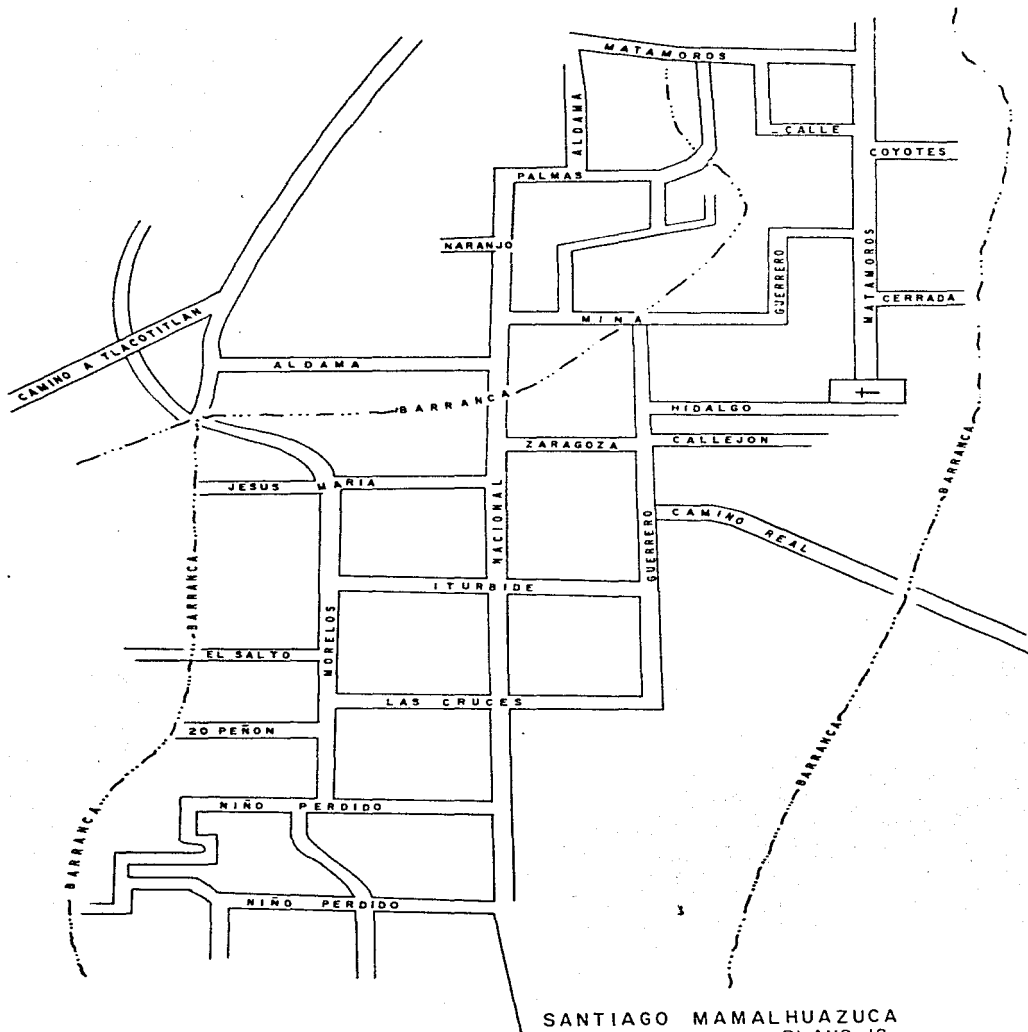 MATAMOROS
ALDAMA
CALLE
COYOTES
PALMAS
NARANJO
GUERRERO
MATAMOROS
CERRADA
MINA
CAMINO A TLACOTITLAN
ALDAMA
BARRANCA
HIDALGO
ZARAGOZA
CALLEJON
BARRANCA
JESUS MARIA
NACIONAL
GUERRERO
CAMINO REAL
BARRANCA
ITURBIDE
MORELOS
EL SALTO
LAS CRUCES
20 PEÑON
BARRANCA
NIÑO PERDIDO
BARRANCA
NIÑO PERDIDO
SANTIAGO MAMALHUAZUCA